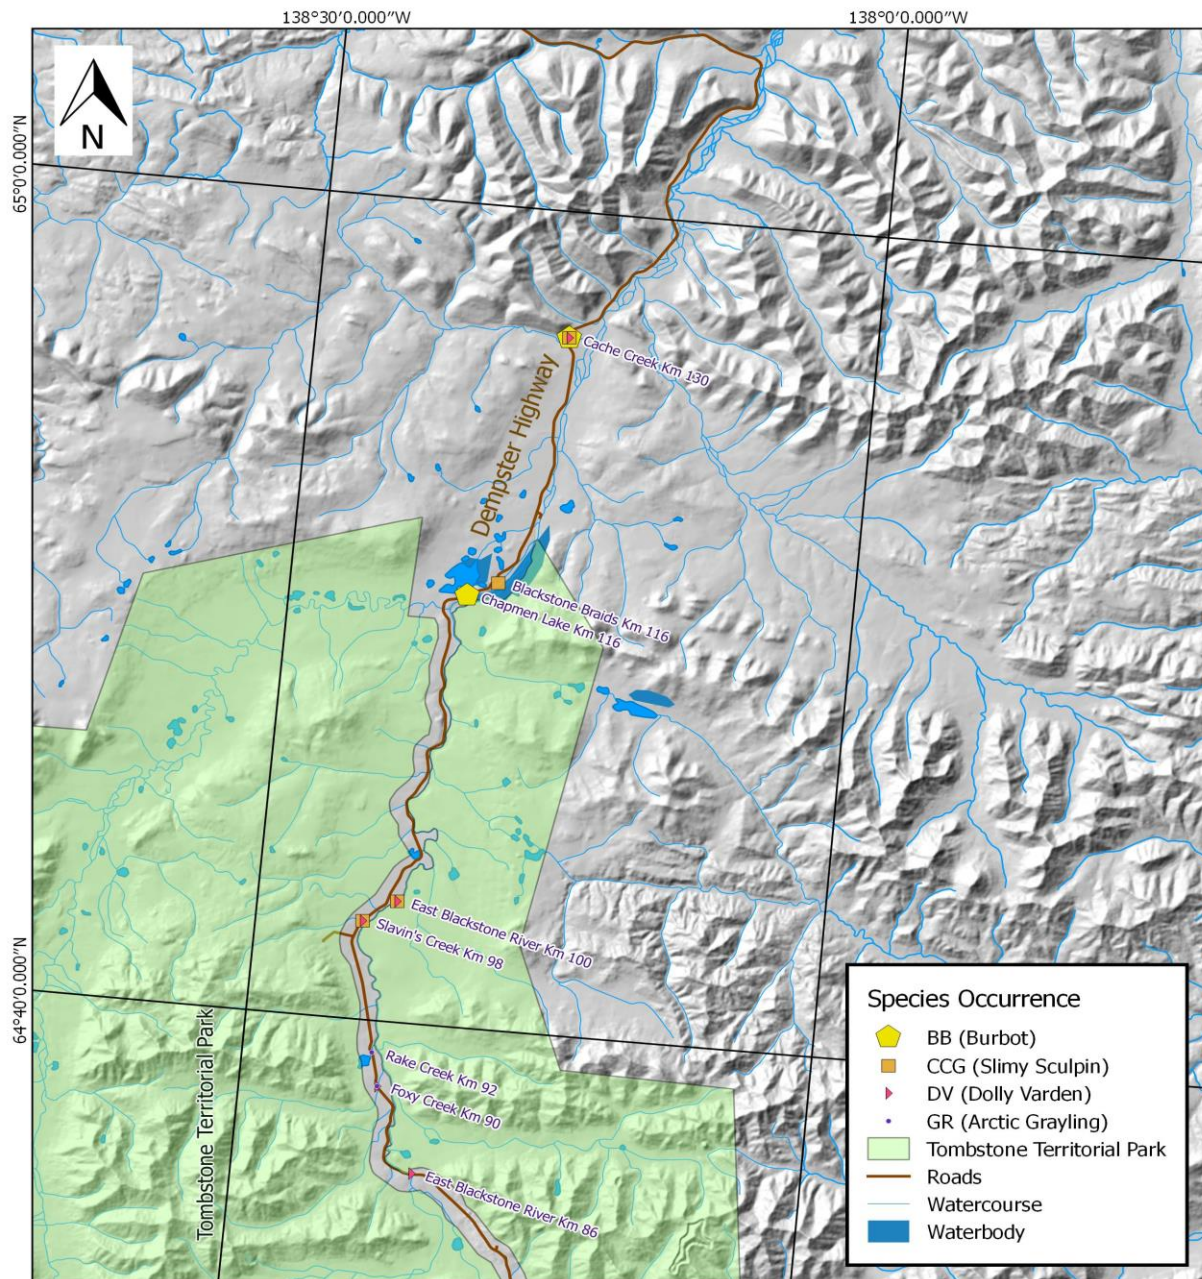 138°30'0.000"W
138°0'0.000"W
N
65°0'0.000"N
Cache Creek Km 130
Dempster Highway
Blackstone Braids Km 116
Chapmen Lake Km 116
East Blackstone River Km 100
Slavin's Creek Km 98
64°40'0.000"N
Tombstone Territorial Park
Rake Creek Km 92
Foxy Creek Km 90
East Blackstone River Km 86
Species Occurrence
BB (Burbot)
CCG (Slimy Sculpin)
DV (Dolly Varden)
GR (Arctic Grayling)
Tombstone Territorial Park
Roads
Watercourse
Waterbody